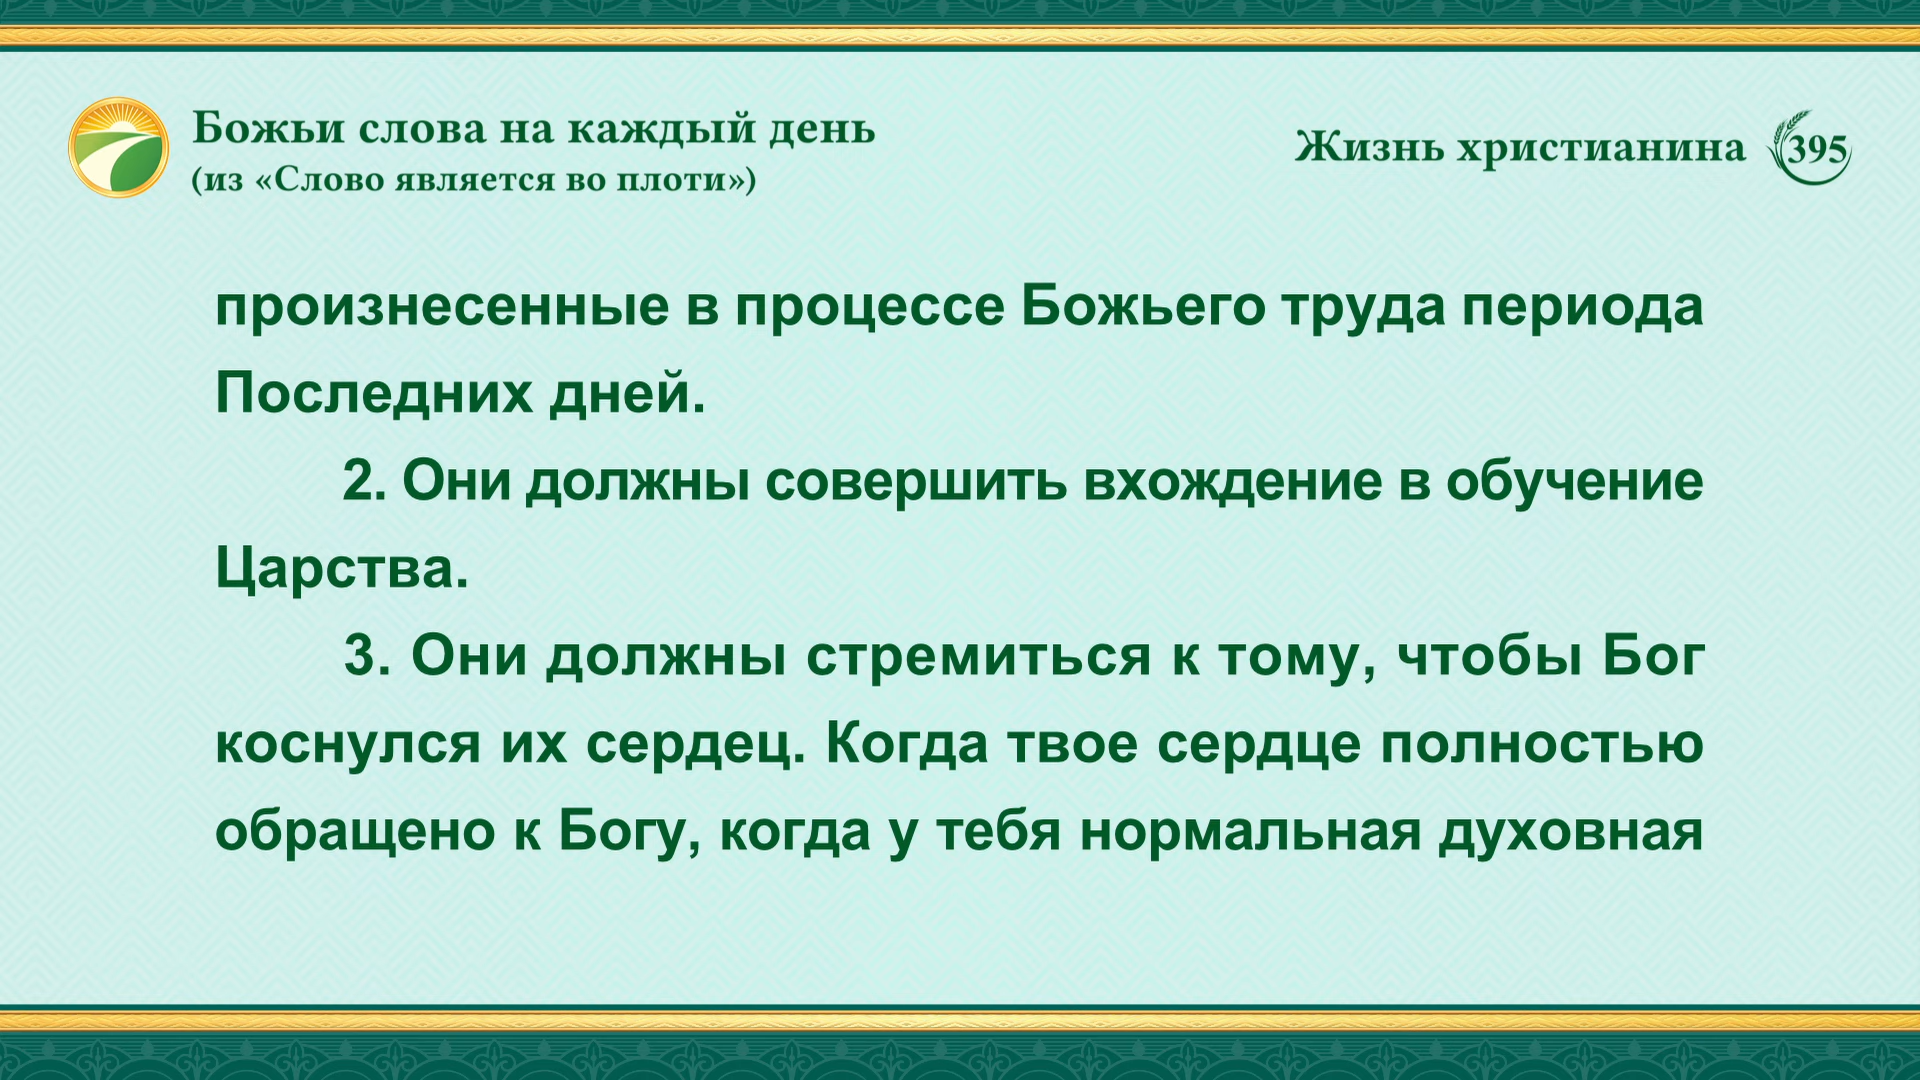 Божьи слова на каждый день
(из «Слово является во плоти»)
Жизнь христианина 395
произнесенные в процессе Божьего труда периода
Последних дней.
2. Они должны совершить вхождение в обучение
Царства.
3. Они должны стремиться к тому, чтобы Бог
коснулся их сердец. Когда твое сердце полностью
обращено к Богу, когда у тебя нормальная духовная